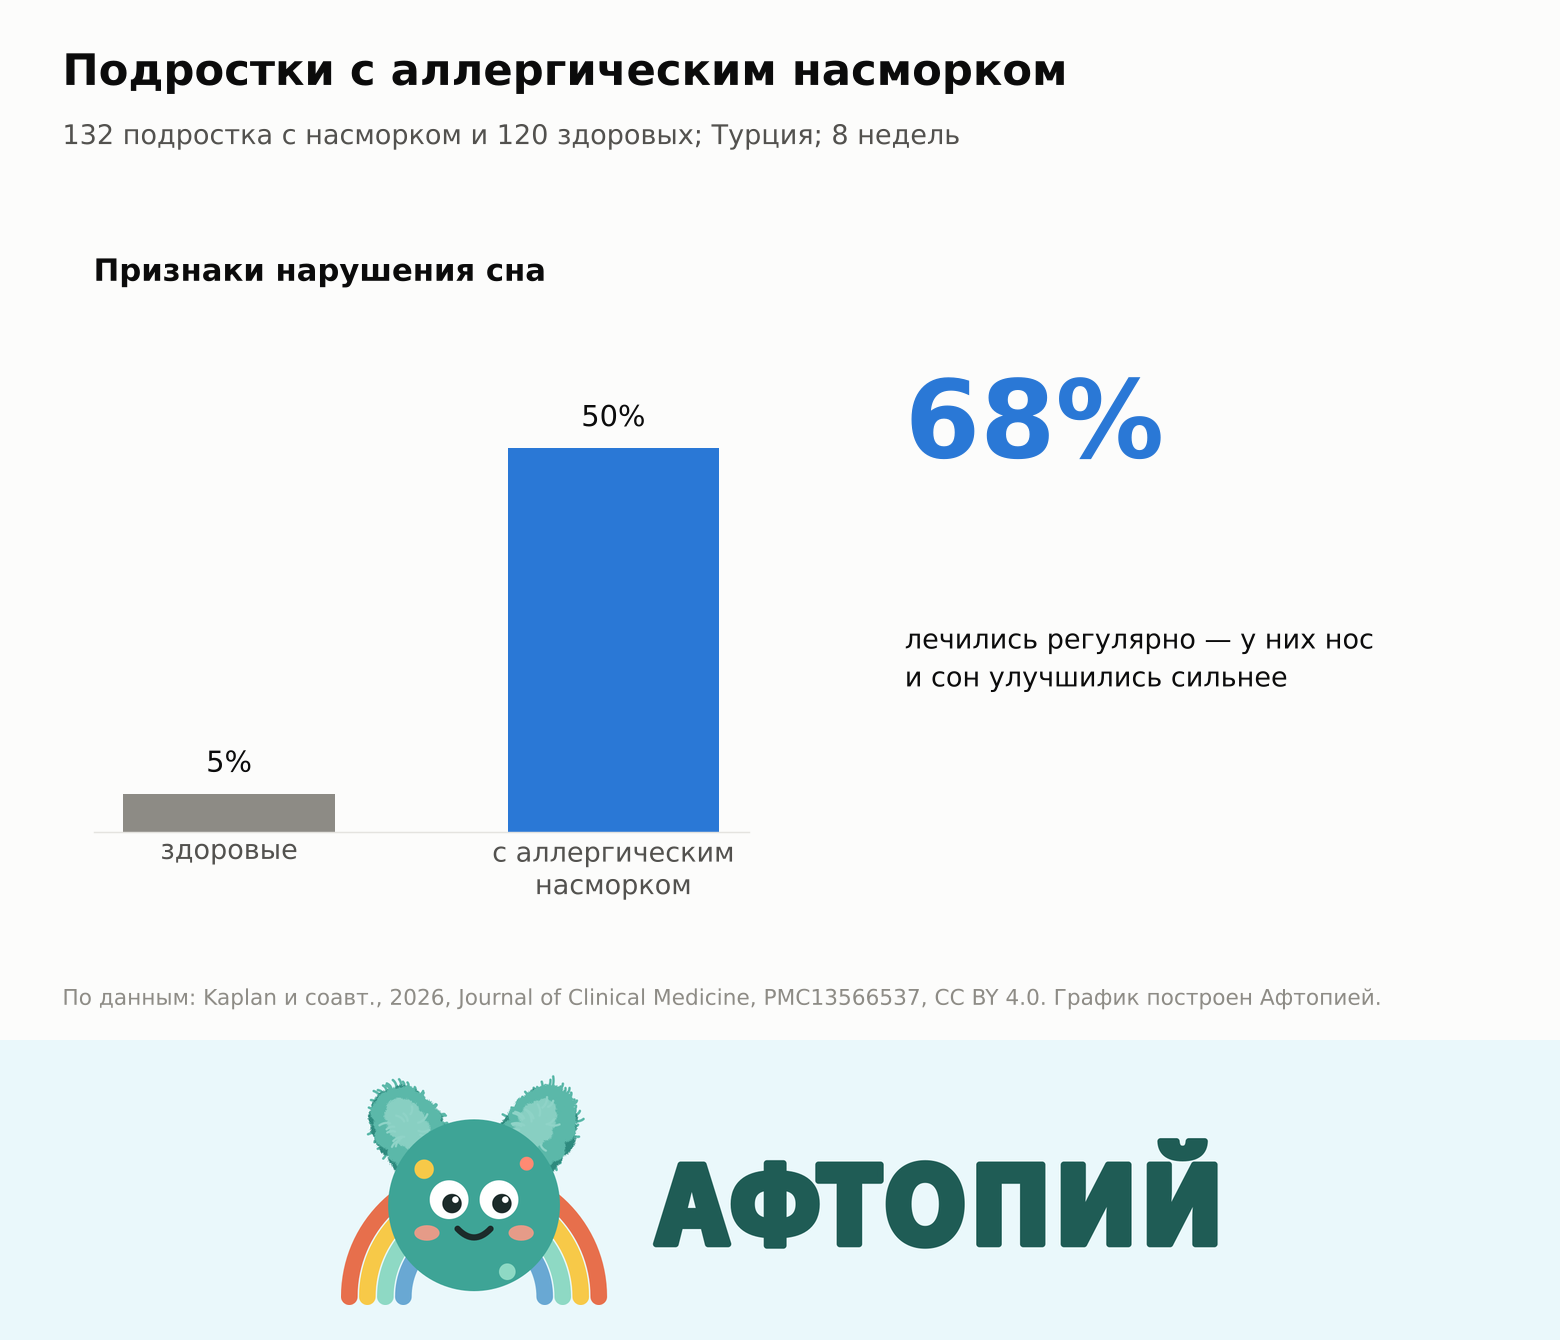 Подростки с аллергическим насморком
132 подростка с насморком и 120 здоровых; Турция; 8 недель
Признаки нарушения сна
50%
5%
здоровые
с аллергическим
насморком
68%
лечились регулярно — у них нос
и сон улучшились сильнее
По данным: Kaplan и соавт., 2026, Journal of Clinical Medicine, PMC13566537, CC BY 4.0. График построен Афтопией.
АФТОПИЙ